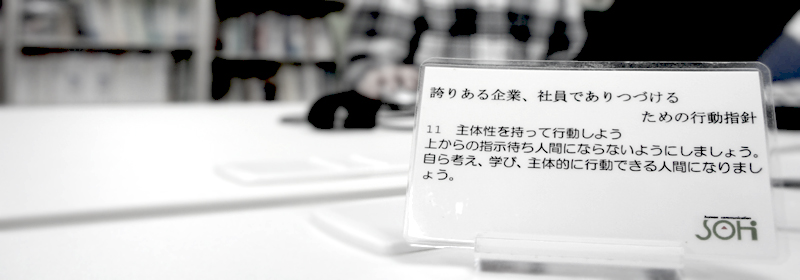 誇りある企業、社員でありつづける
ための行動指針
11　主体性を持って行動しよう
上からの指示待ち人間にならないようにしましょう。
自ら考え、学び、主体的に行動できる人間になりまし
ょう。
SOHi